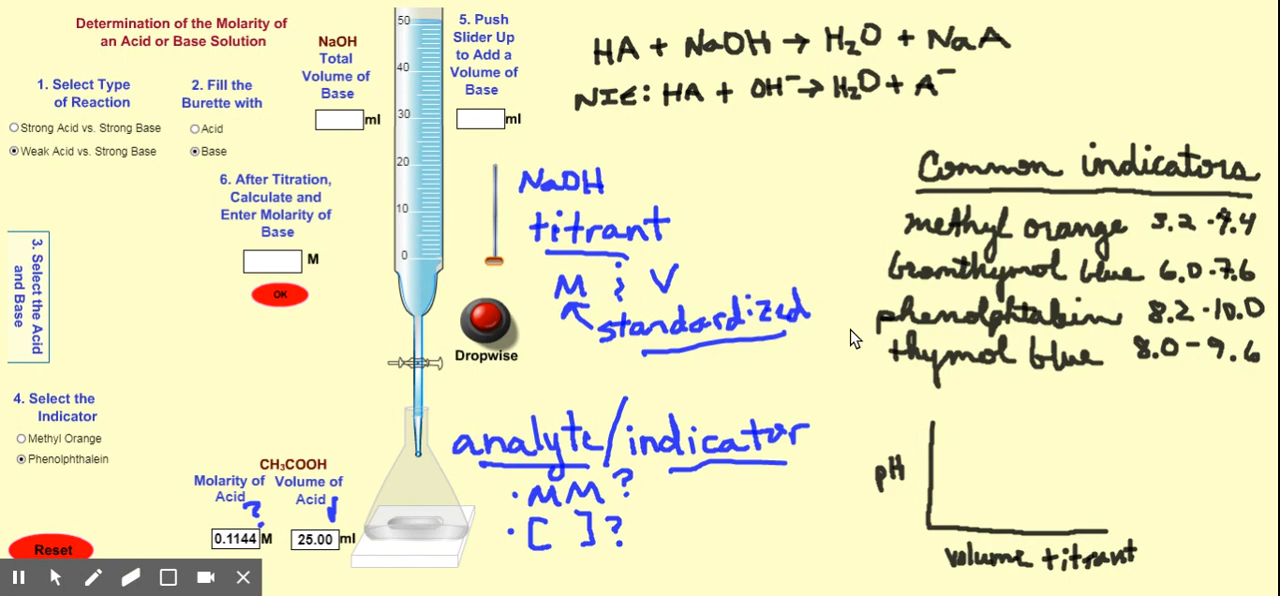 Determination of the Molarity of
an Acid or Base Solution
1. Select Type
of Reaction
Strong Acid vs. Strong Base
Weak Acid vs. Strong Base
2. Fill the
Burette with
Acid
Base
NaOH
Total
Volume of
Base
ml
50
40
30
20
10
0
5. Push
Slider Up
to Add a
Volume of
Base
ml
6. After Titration,
Calculate and
Enter Molarity of
Base
M
OK
3. Select the Acid
and Base
4. Select the
Indicator
Methyl Orange
Phenolphthalein
CH₃COOH
Molarity of
Acid
?
0.1144 M
Volume of
Acid
25.00 ml
Reset
Dropwise
HA + NaOH → H₂O + NaA
NIE: HA + OH⁻ → H₂O + A⁻
NaOH
titrant
M & V
standardized
analyte/indicator
· MM ?
· [ ] ?
Common indicators
methyl orange 3.2 - 4.4
bromthymol blue 6.0 - 7.6
phenolphtalein 8.2 - 10.0
thymol blue 8.0 - 9.6
pH
volume titrant